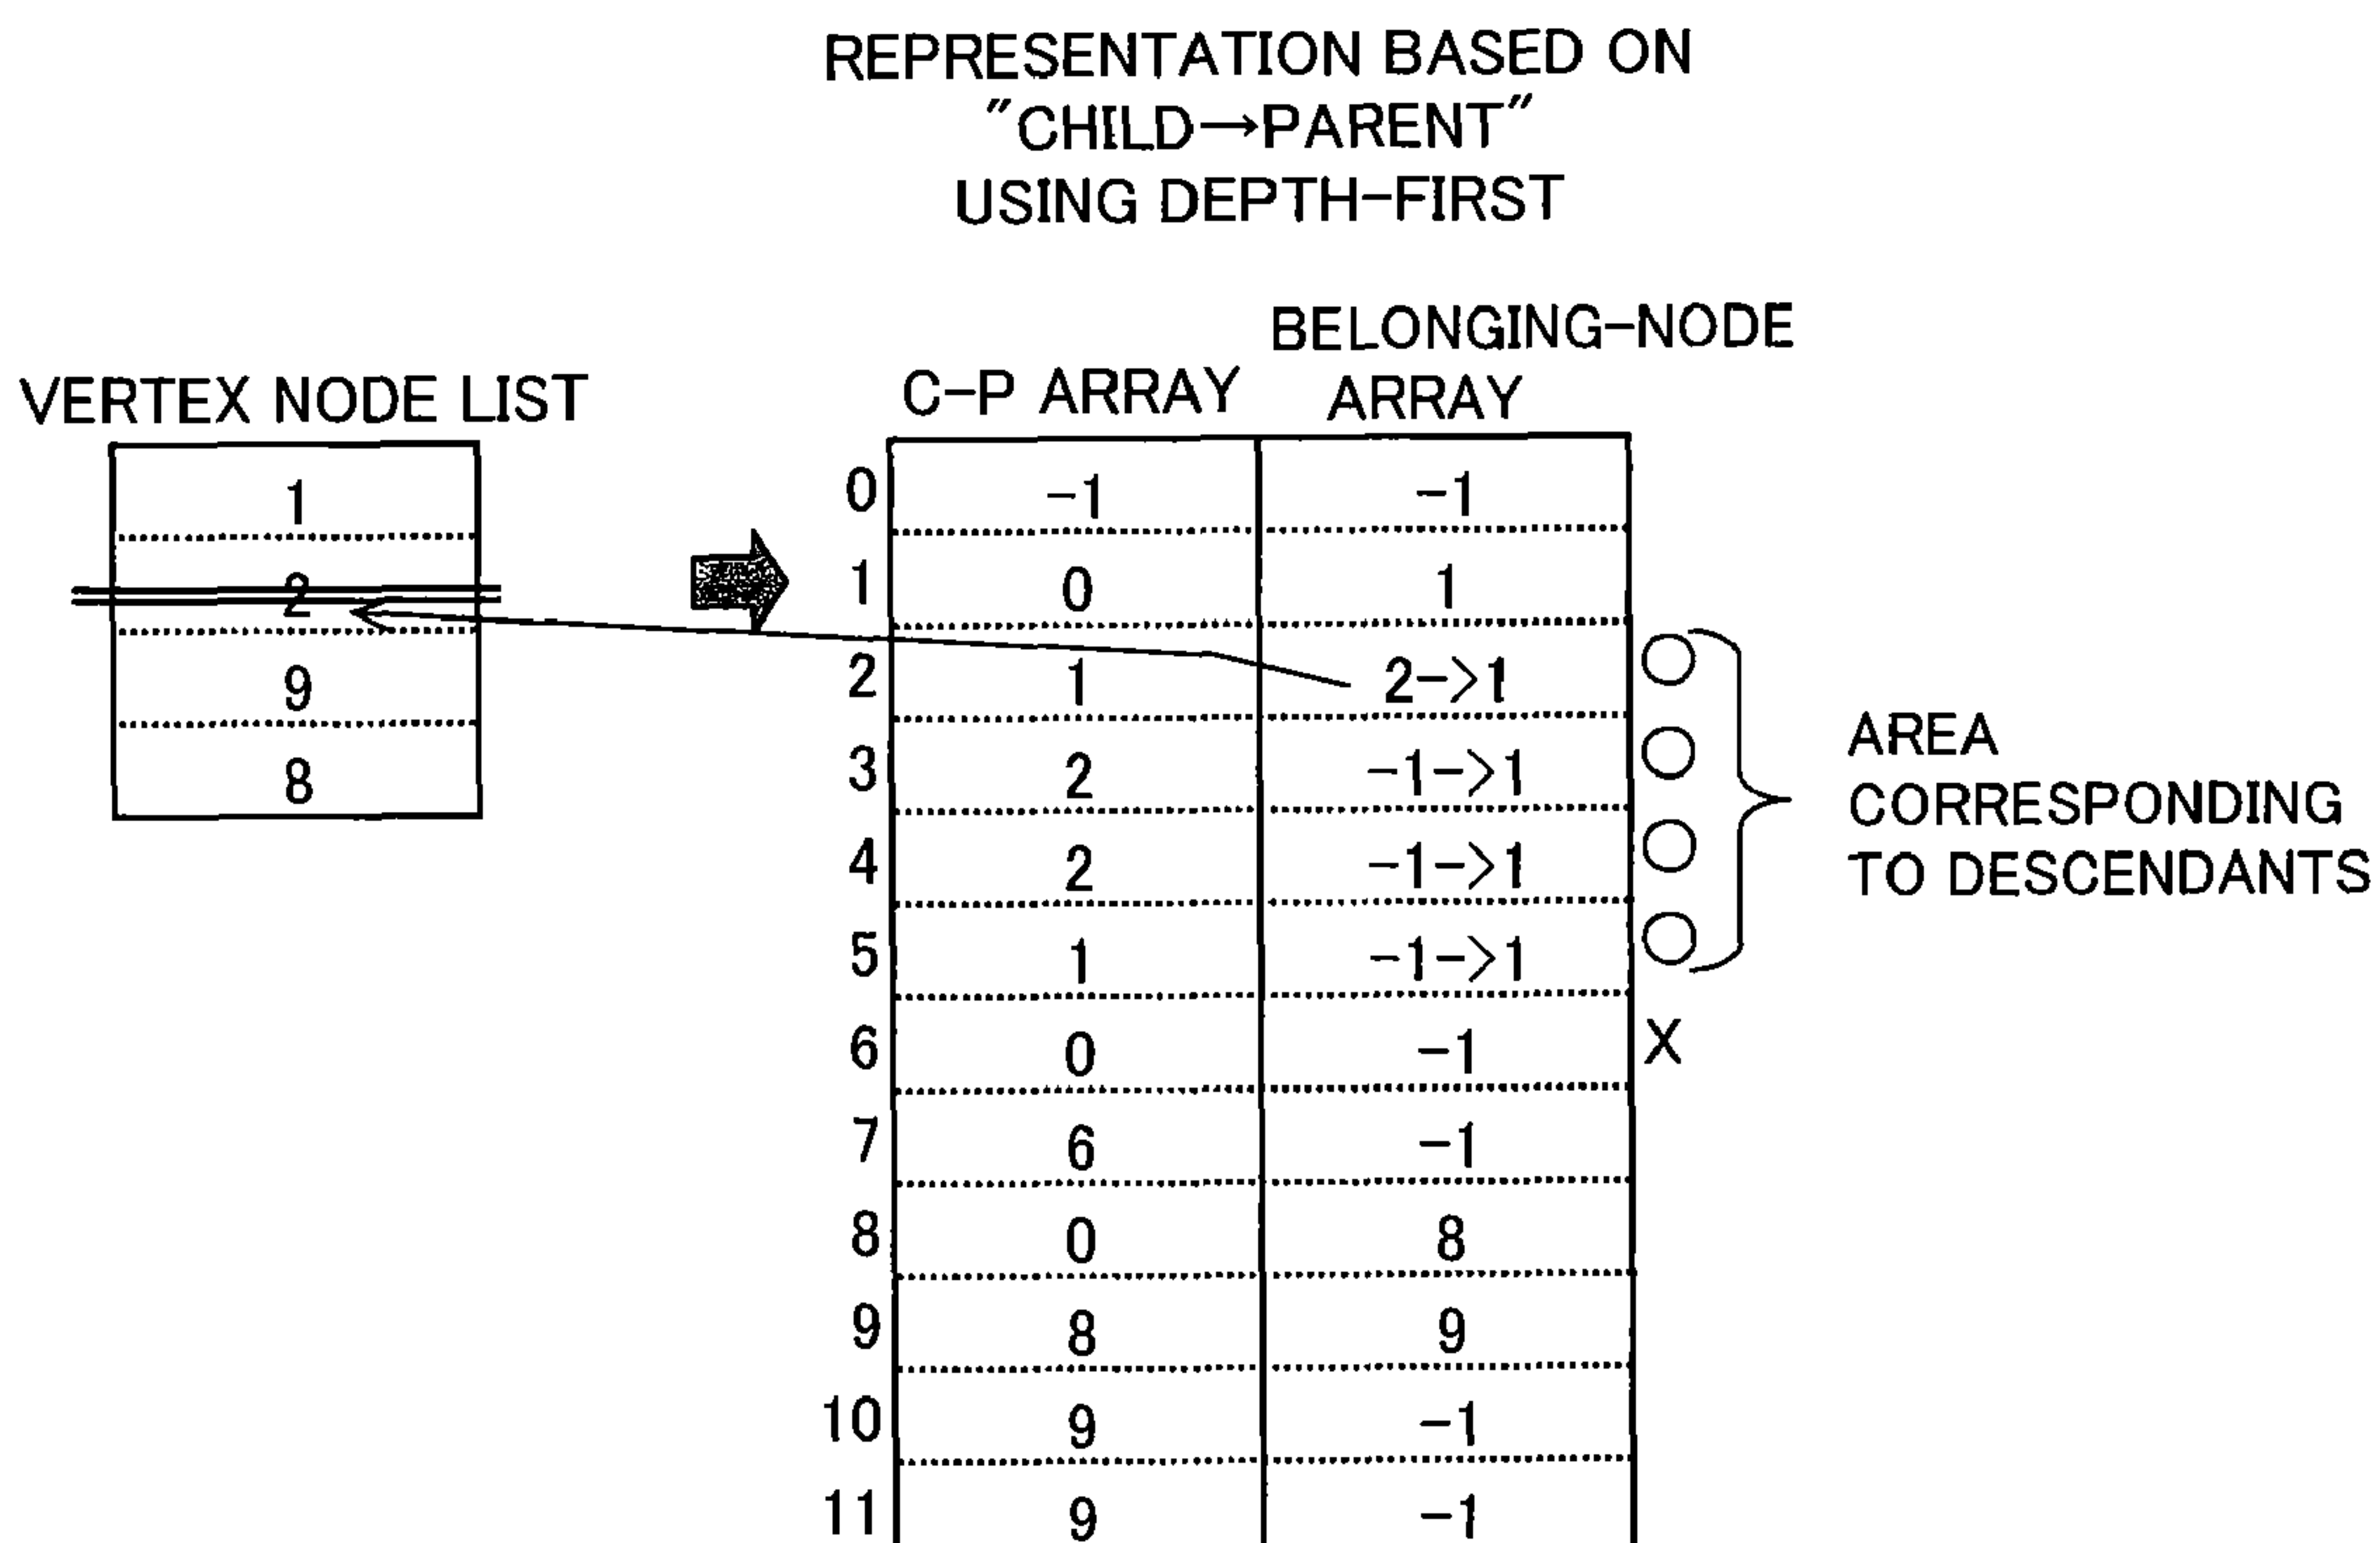 REPRESENTATION BASED ON
"CHILD→PARENT"
USING DEPTH-FIRST
VERTEX NODE LIST
1
2
9
8
C-P ARRAY
BELONGING-NODE
ARRAY
0 -1 -1
1 0 1
2 1 2->1
3 2 -1->1
4 2 -1->1
5 1 -1->1
6 0 -1 X
7 6 -1
8 0 8
9 8 9
10 9 -1
11 9 -1
AREA
CORRESPONDING
TO DESCENDANTS